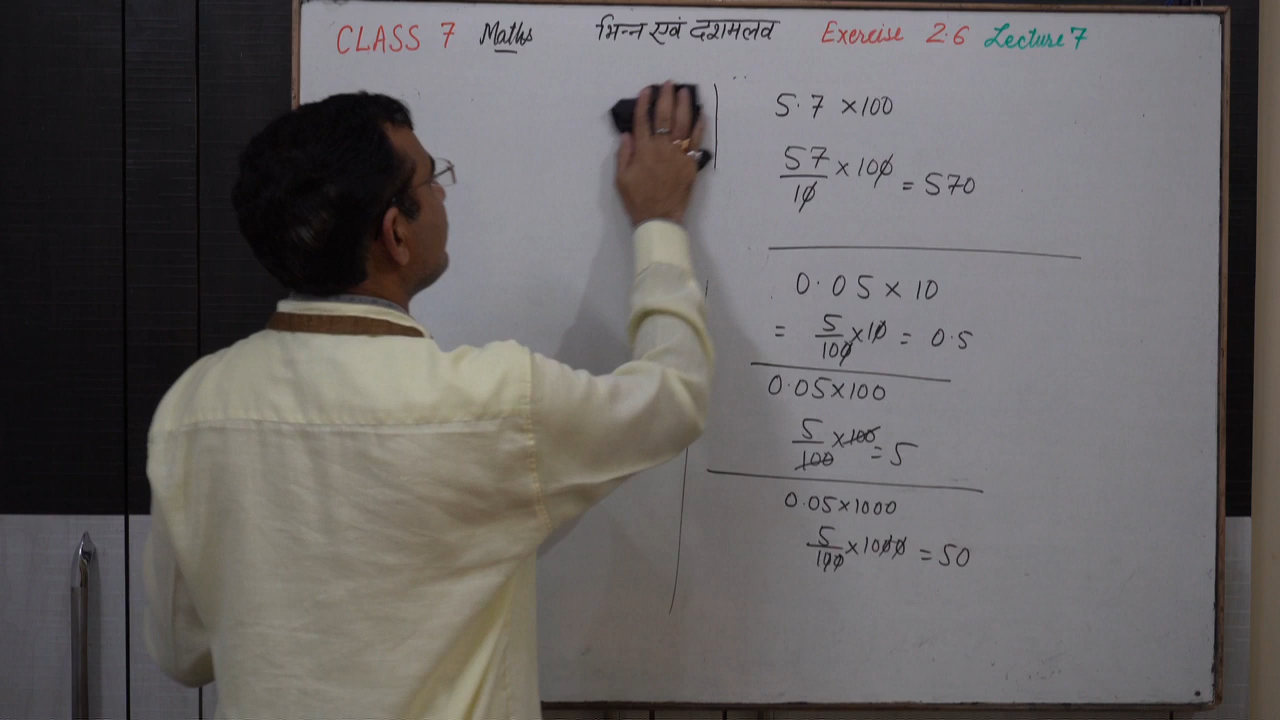 CLASS 7 Maths भिन्न एवं दशमलव Exercise 2.6 Lecture 7
5.7 ×100
57/10 ×100 = 570
0.05 × 10
= 5/100 ×10 = 0.5
0.05×100
5/100 ×100 = 5
0.05×1000
5/100 ×1000 = 50